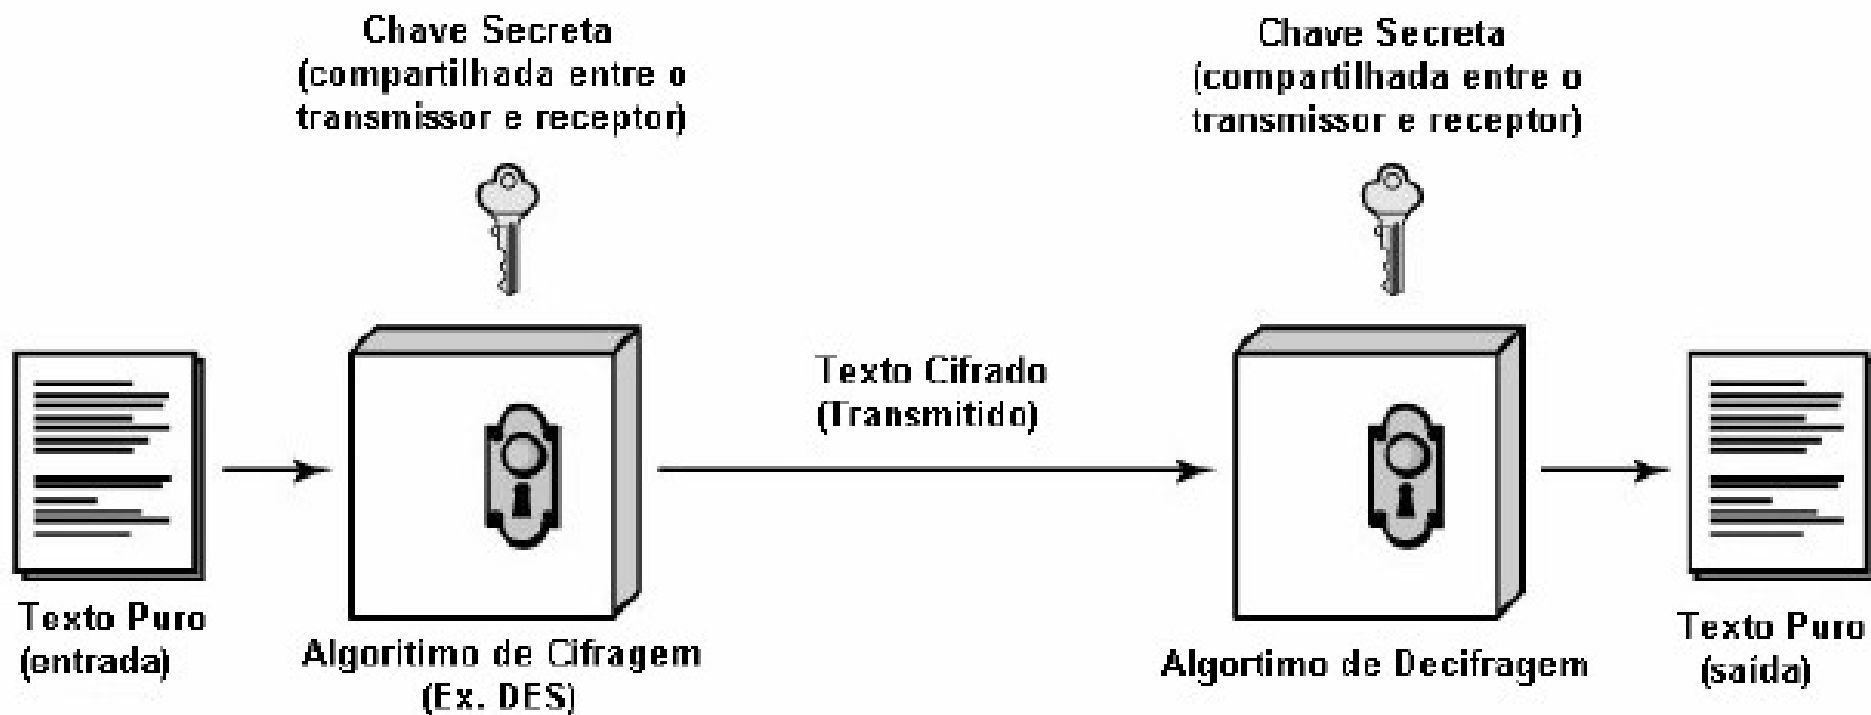 Chave Secreta
(compartilhada entre o
transmissor e receptor)
Chave Secreta
(compartilhada entre o
transmissor e receptor)
Texto Cifrado
(Transmitido)
Texto Puro
(entrada)
Algoritimo de Cifragem
(Ex. DES)
Algortimo de Decifragem
Texto Puro
(saída)